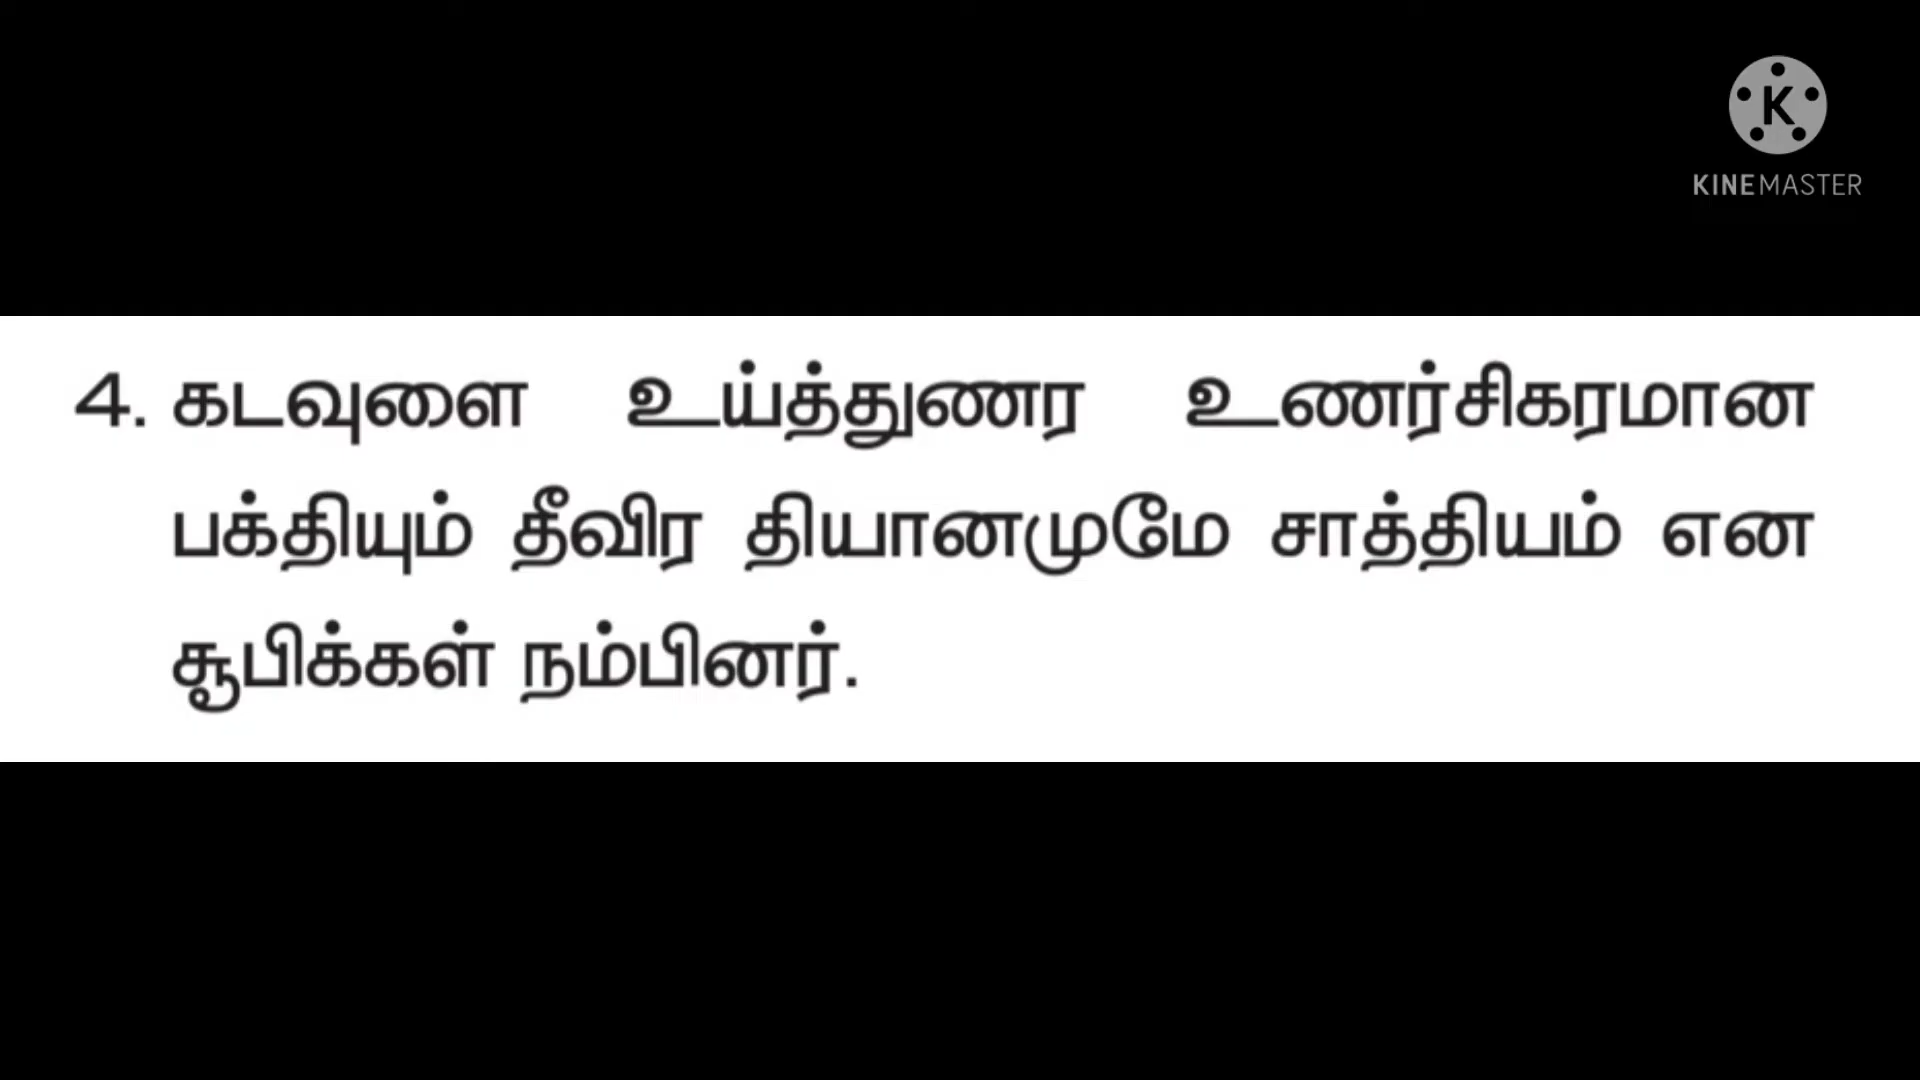 K
KINEMASTER
4. கடவுளை உய்த்துணர உணர்சிகரமான
பக்தியும் தீவிர தியானமுமே சாத்தியம் என
சூபிக்கள் நம்பினர்.